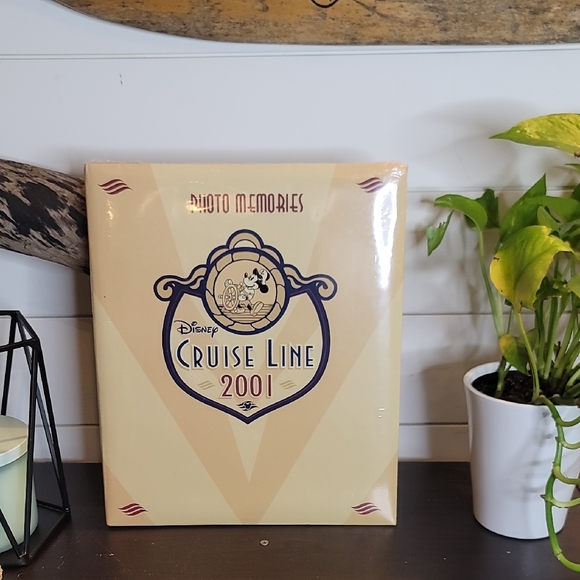 PHOTO MEMORIES
Disney
CRUISE LINE
2001